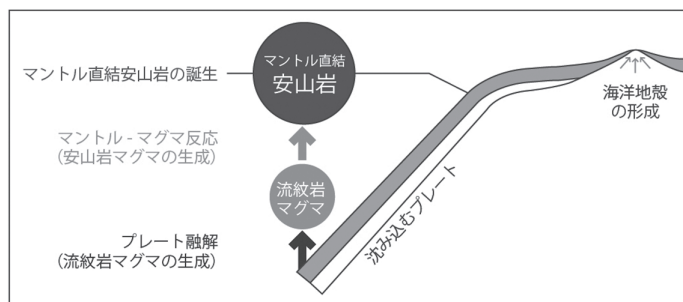 マントル直結安山岩の誕生
マントル直結
安山岩
マントル - マグマ反応
（安山岩マグマの生成）
流紋岩
マグマ
プレート融解
（流紋岩マグマの生成）
沈み込むプレート
海洋地殻
の形成